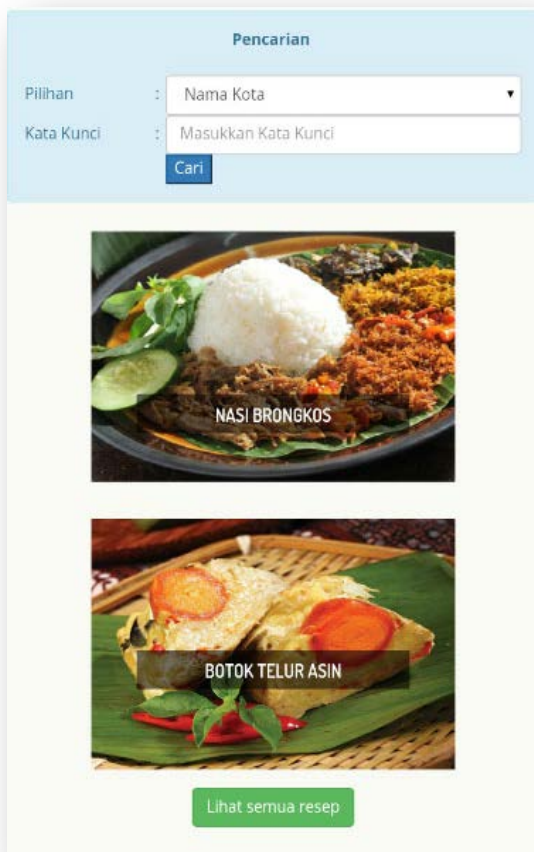 Pencarian
Pilihan : Nama Kota
Kata Kunci : Masukkan Kata Kunci
Cari
NASI BRONGKOS
BOTOK TELUR ASIN
Lihat semua resep